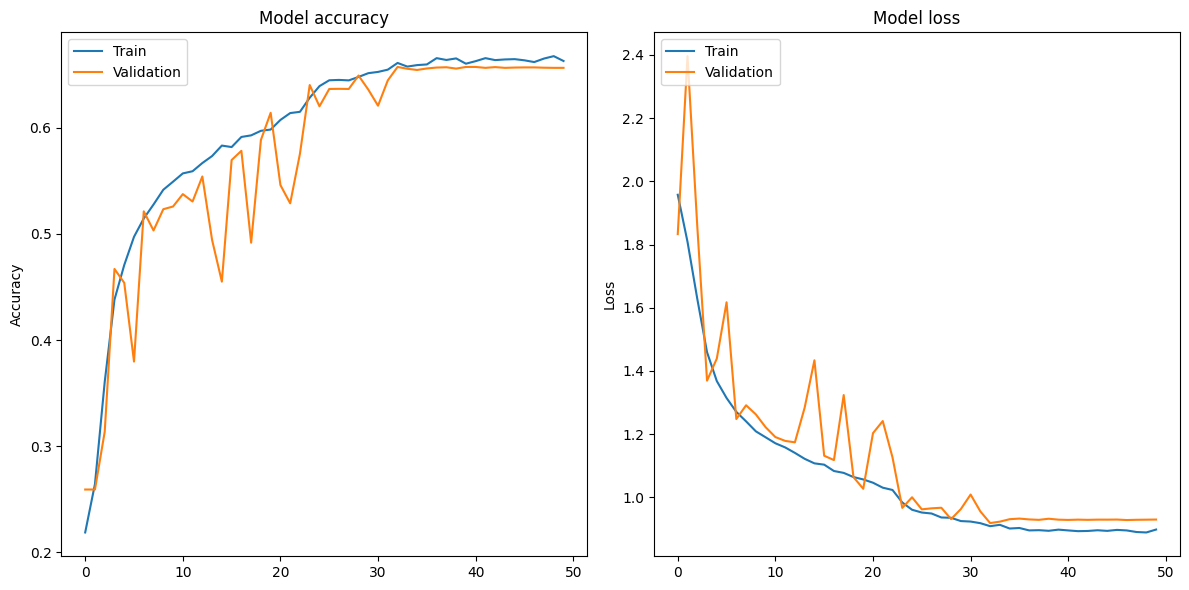 Model accuracy
Train
Validation
Accuracy
0.6
0.5
0.4
0.3
0.2
0 10 20 30 40 50
Model loss
Train
Validation
Loss
2.4
2.2
2.0
1.8
1.6
1.4
1.2
1.0
0 10 20 30 40 50